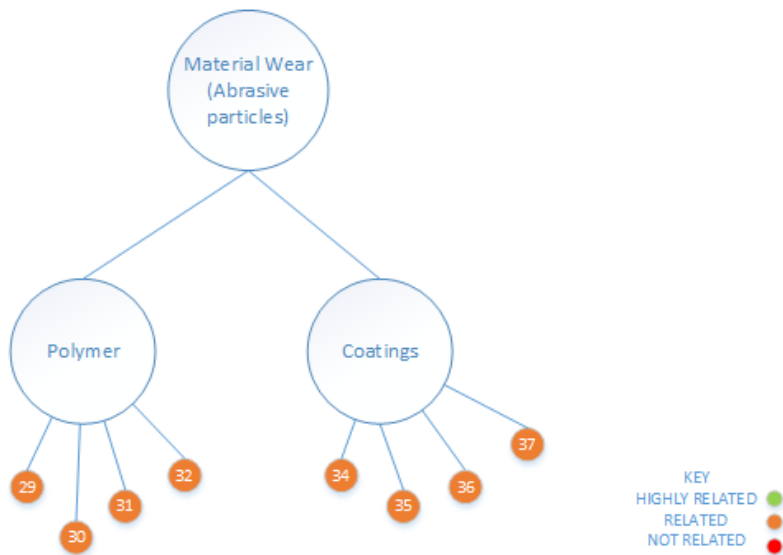 Material Wear
(Abrasive
particles)
Polymer
Coatings
29
30
31
32
34
35
36
37
KEY
HIGHLY RELATED
RELATED
NOT RELATED